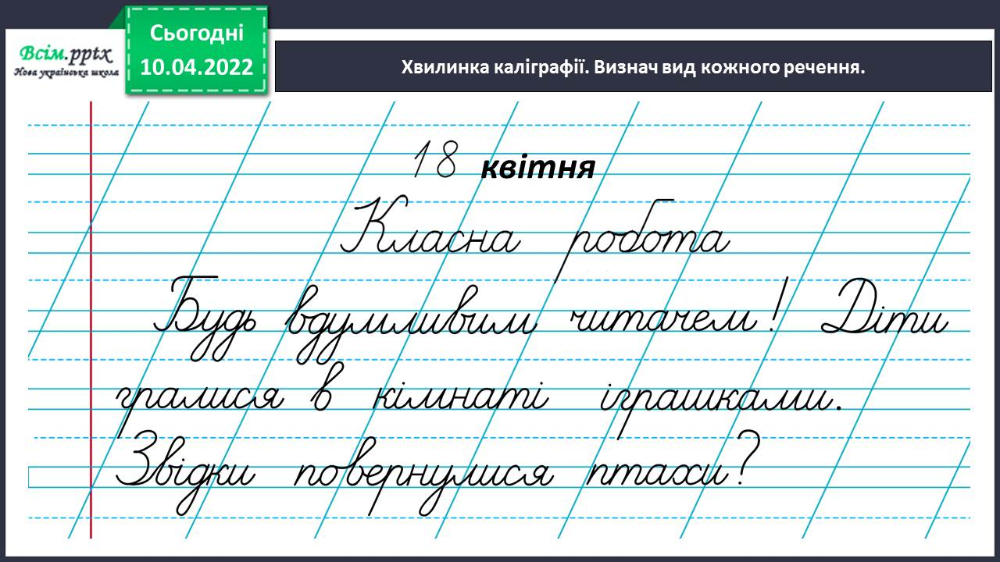 Сьогодні
10.04.2022
Всім.pptx
Нова українська школа
Хвилинка каліграфії. Визнач вид кожного речення.
18 квітня
Класна робота
Будь вдумливим читачем! Діти
гралися в кімнаті іграшками.
Звідки повернулися птахи?